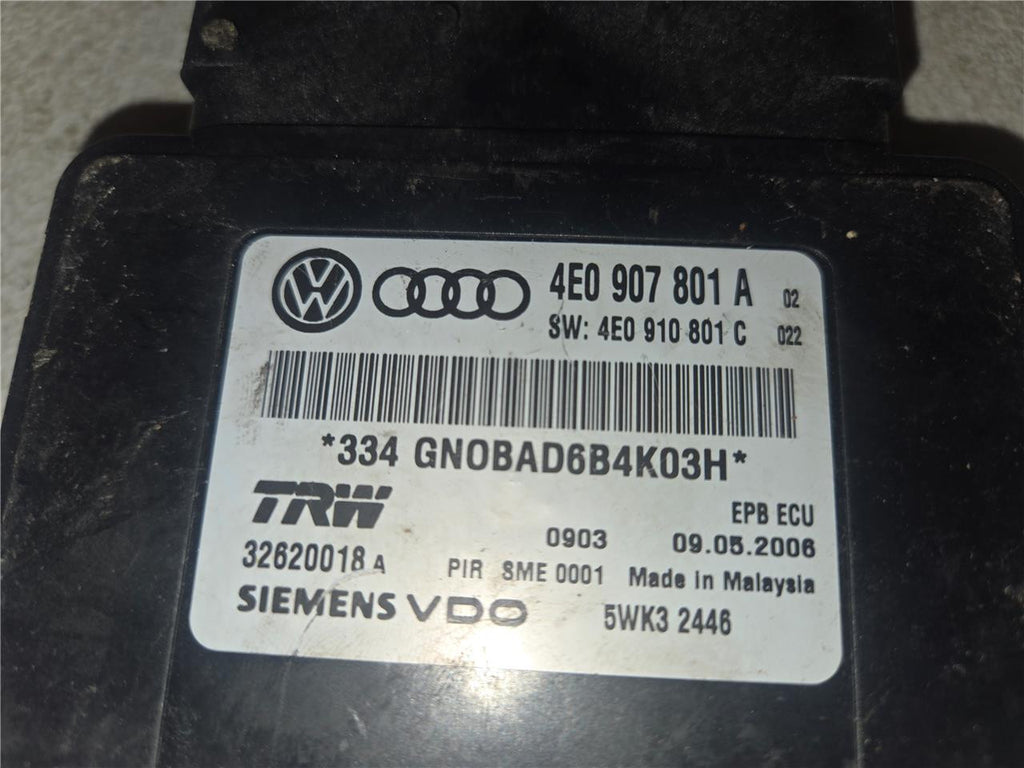 4E0 907 801 A 02
SW: 4E0 910 801 C 022
*334 GN0BAD6B4K03H*
TRW
EPB ECU
0903 09.05.2006
32620018 A
PIR SME 0001 Made in Malaysia
SIEMENS VDO 5WK3 2446